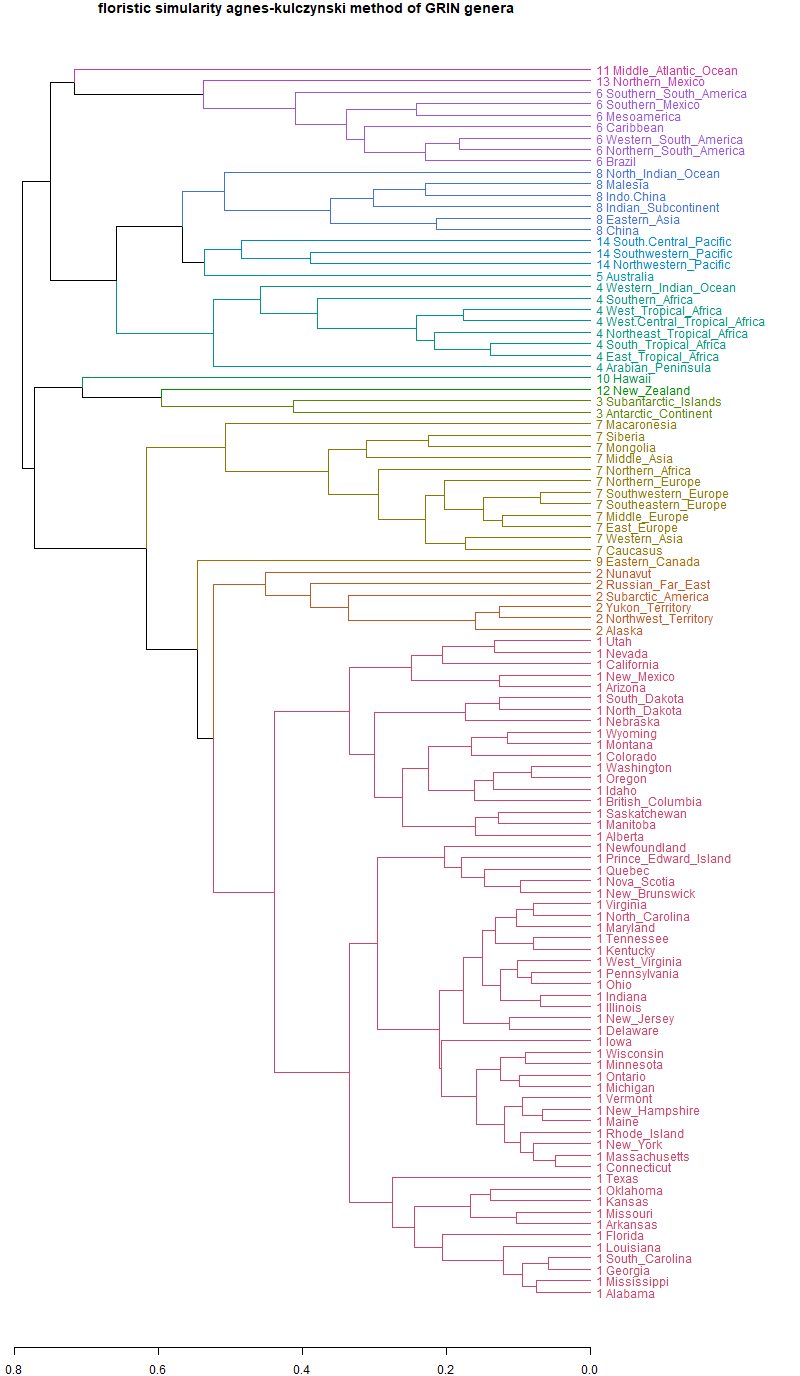 floristic simularity agnes-kulczynski method of GRIN genera
11 Middle_Atlantic_Ocean
13 Northern_Mexico
6 Southern_South_America
6 Southern_Mexico
6 Mesoamerica
6 Caribbean
6 Western_South_America
6 Northern_South_America
6 Brazil
8 North_Indian_Ocean
8 Malesia
8 Indo.China
8 Indian_Subcontinent
8 Eastern_Asia
8 China
14 South.Central_Pacific
14 Southwestern_Pacific
14 Northwestern_Pacific
5 Australia
4 Western_Indian_Ocean
4 Southern_Africa
4 West_Tropical_Africa
4 West.Central_Tropical_Africa
4 Northeast_Tropical_Africa
4 South_Tropical_Africa
4 East_Tropical_Africa
4 Arabian_Peninsula
10 Hawaii
12 New_Zealand
3 Subantarctic_Islands
3 Antarctic_Continent
7 Macaronesia
7 Siberia
7 Mongolia
7 Middle_Asia
7 Northern_Africa
7 Northern_Europe
7 Southwestern_Europe
7 Southeastern_Europe
7 Middle_Europe
7 East_Europe
7 Western_Asia
7 Caucasus
9 Eastern_Canada
2 Nunavut
2 Russian_Far_East
2 Subarctic_America
2 Yukon_Territory
2 Northwest_Territory
2 Alaska
1 Utah
1 Nevada
1 California
1 New_Mexico
1 Arizona
1 South_Dakota
1 North_Dakota
1 Nebraska
1 Wyoming
1 Montana
1 Colorado
1 Washington
1 Oregon
1 Idaho
1 British_Columbia
1 Saskatchewan
1 Manitoba
1 Alberta
1 Newfoundland
1 Prince_Edward_Island
1 Quebec
1 Nova_Scotia
1 New_Brunswick
1 Virginia
1 North_Carolina
1 Maryland
1 Tennessee
1 Kentucky
1 West_Virginia
1 Pennsylvania
1 Ohio
1 Indiana
1 Illinois
1 New_Jersey
1 Delaware
1 Iowa
1 Wisconsin
1 Minnesota
1 Ontario
1 Michigan
1 Vermont
1 New_Hampshire
1 Maine
1 Rhode_Island
1 New_York
1 Massachusetts
1 Connecticut
1 Texas
1 Oklahoma
1 Kansas
1 Missouri
1 Arkansas
1 Florida
1 Louisiana
1 South_Carolina
1 Georgia
1 Mississippi
1 Alabama
0.8 0.6 0.4 0.2 0.0